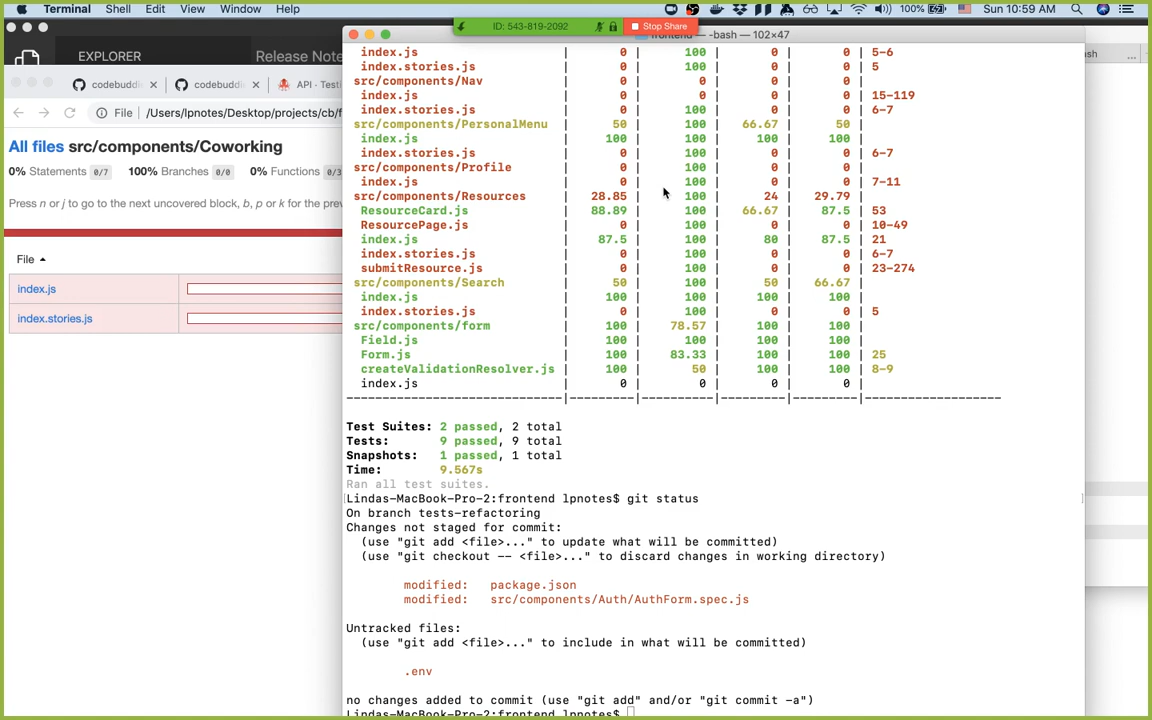 Terminal Shell Edit View Window Help 100% Sun 10:59 AM
ID: 543-819-2092 Stop Share
frontend — -bash — 102×47
EXPLORER Release Note
codebuddi × codebuddi × API - Testi
File /Users/lpnotes/Desktop/projects/cb/f
All files src/components/Coworking
0% Statements 0/7 100% Branches 0/0 0% Functions 0/3
Press n or j to go to the next uncovered block, b, p or k for the prev
File
index.js
index.stories.js
index.js | 0 | 100 | 0 | 0 | 5-6
index.stories.js | 0 | 100 | 0 | 0 | 5
src/components/Nav | 0 | 0 | 0 | 0 |
index.js | 0 | 0 | 0 | 0 | 15-119
index.stories.js | 0 | 100 | 0 | 0 | 6-7
src/components/PersonalMenu | 50 | 100 | 66.67 | 50 |
index.js | 100 | 100 | 100 | 100 |
index.stories.js | 0 | 100 | 0 | 0 | 6-7
src/components/Profile | 0 | 100 | 0 | 0 |
index.js | 0 | 100 | 0 | 0 | 7-11
src/components/Resources | 28.85 | 100 | 24 | 29.79 |
ResourceCard.js | 88.89 | 100 | 66.67 | 87.5 | 53
ResourcePage.js | 0 | 100 | 0 | 0 | 10-49
index.js | 87.5 | 100 | 80 | 87.5 | 21
index.stories.js | 0 | 100 | 0 | 0 | 6-7
submitResource.js | 0 | 100 | 0 | 0 | 23-274
src/components/Search | 50 | 100 | 50 | 66.67 |
index.js | 100 | 100 | 100 | 100 |
index.stories.js | 0 | 100 | 0 | 0 | 5
src/components/form | 100 | 78.57 | 100 | 100 |
Field.js | 100 | 100 | 100 | 100 |
Form.js | 100 | 83.33 | 100 | 100 | 25
createValidationResolver.js | 100 | 50 | 100 | 100 | 8-9
index.js | 0 | 0 | 0 | 0 |
------------------------------|---------|----------|---------|---------|-------------------
Test Suites: 2 passed, 2 total
Tests: 9 passed, 9 total
Snapshots: 1 passed, 1 total
Time: 9.567s
Ran all test suites.
Lindas-MacBook-Pro-2:frontend lpnotes$ git status
On branch tests-refactoring
Changes not staged for commit:
(use "git add <file>..." to update what will be committed)
(use "git checkout -- <file>..." to discard changes in working directory)
modified: package.json
modified: src/components/Auth/AuthForm.spec.js
Untracked files:
(use "git add <file>..." to include in what will be committed)
.env
no changes added to commit (use "git add" and/or "git commit -a")
Lindas-MacBook-Pro-2:frontend lpnotes$